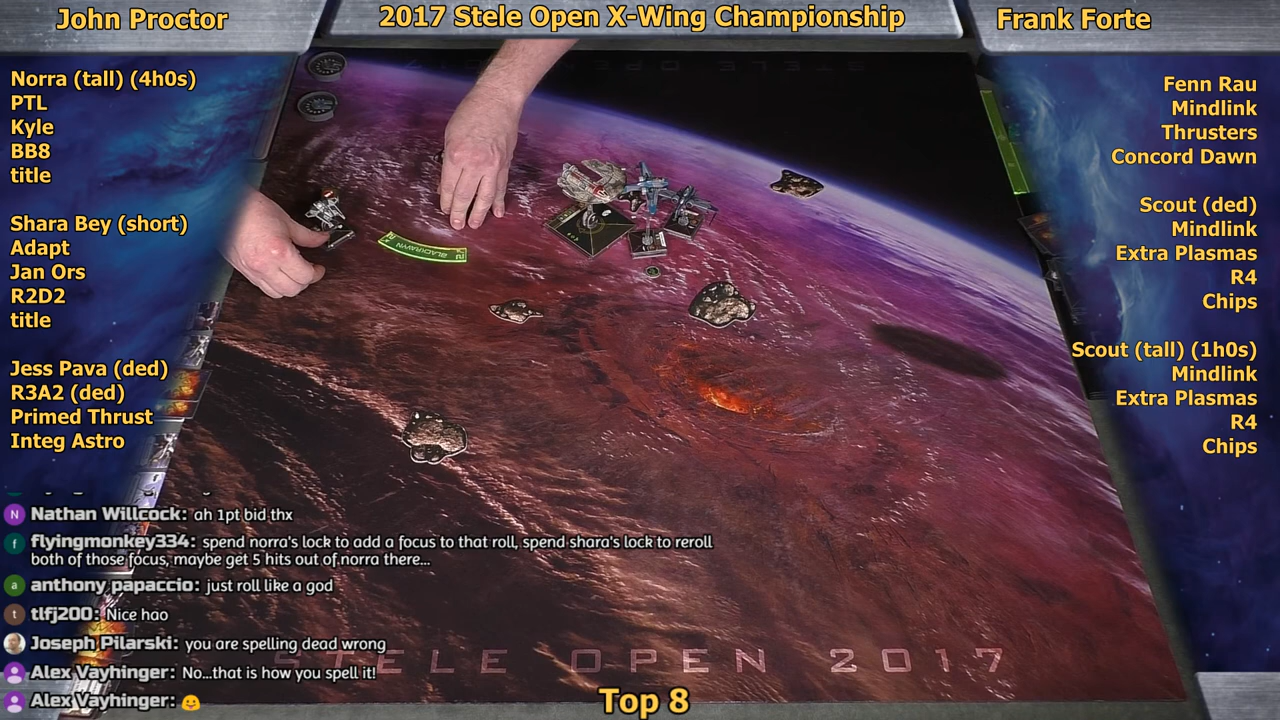 John Proctor
2017 Stele Open X-Wing Championship
Frank Forte
Norra (tall) (4h0s)
PTL
Kyle
BB8
title
Shara Bey (short)
Adapt
Jan Ors
R2D2
title
Jess Pava (ded)
R3A2 (ded)
Primed Thrust
Integ Astro
Fenn Rau
Mindlink
Thrusters
Concord Dawn
Scout (ded)
Mindlink
Extra Plasmas
R4
Chips
Scout (tall) (1h0s)
Mindlink
Extra Plasmas
R4
Chips
N Nathan Willcock: ah 1pt bid thx
f flyingmonkey334: spend norra's lock to add a focus to that roll, spend shara's lock to reroll
both of those focus, maybe get 5 hits out of norra there...
a anthony papaccio: just roll like a god
t tlfj200: Nice hao
Joseph Pilarski: you are spelling dead wrong
Alex Vayhinger: No...that is how you spell it!
Alex Vayhinger: 🤗
STELE OPEN 2017
Top 8